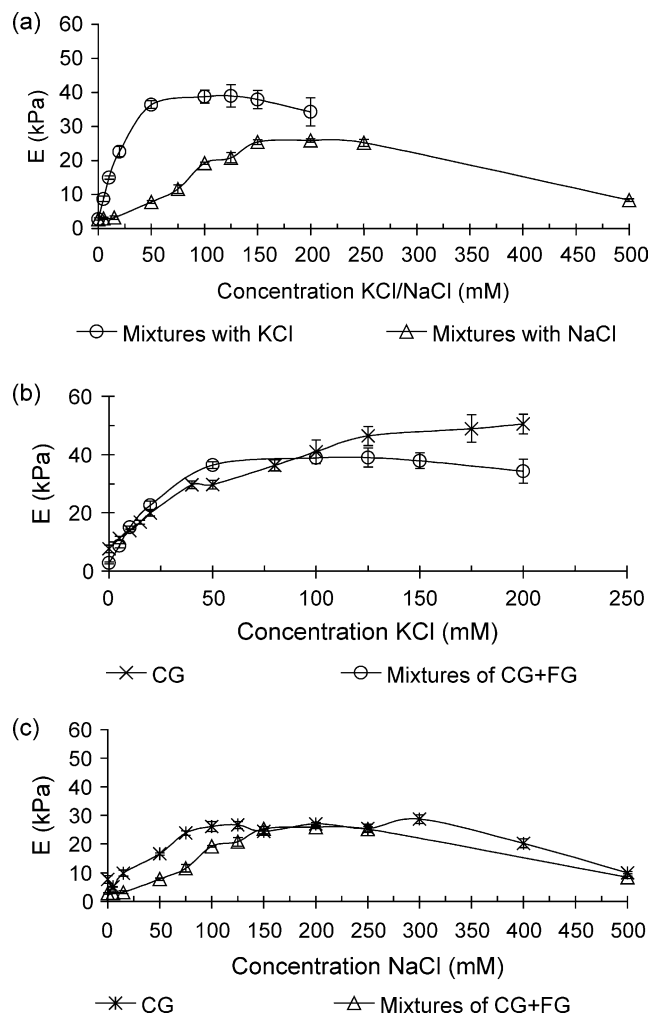 (a)
60
50
40
30
20
10
0
E (kPa)
0 50 100 150 200 250 300 350 400 450 500
Concentration KCl/NaCl (mM)
Mixtures with KCl Mixtures with NaCl
(b)
60
40
20
0
E (kPa)
0 50 100 150 200 250
Concentration KCl (mM)
CG Mixtures of CG+FG
(c)
60
50
40
30
20
10
0
E (kPa)
0 50 100 150 200 250 300 350 400 450 500
Concentration NaCl (mM)
CG Mixtures of CG+FG